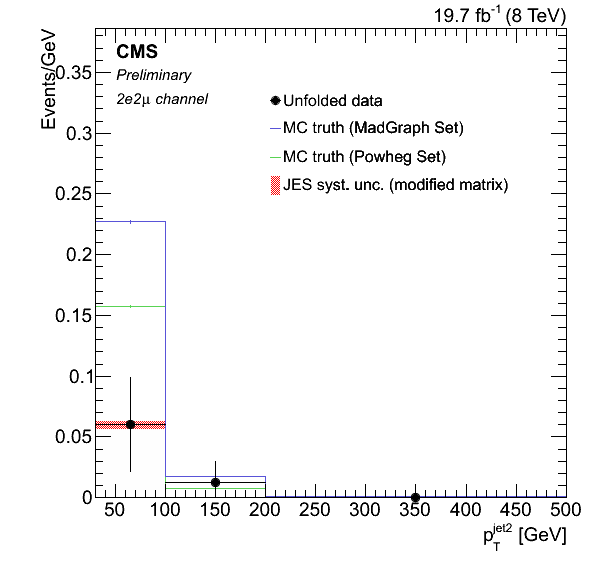 19.7 fb⁻¹ (8 TeV)
CMS
Preliminary
2e2μ channel
Unfolded data
MC truth (MadGraph Set)
MC truth (Powheg Set)
JES syst. unc. (modified matrix)
Events/GeV
0.35
0.3
0.25
0.2
0.15
0.1
0.05
0
50 100 150 200 250 300 350 400 450 500
p_T^jet2 [GeV]